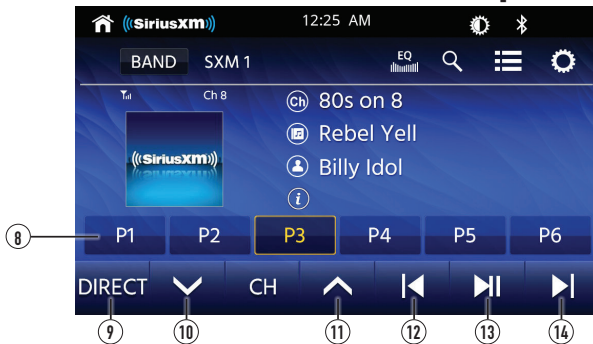 ((SiriusXM)) 12:25 AM
BAND SXM 1 EQ
Ch 8
Ch 80s on 8
Rebel Yell
((SiriusXM))
Billy Idol
i
8 P1 P2 P3 P4 P5 P6
DIRECT CH
9 10 11 12 13 14